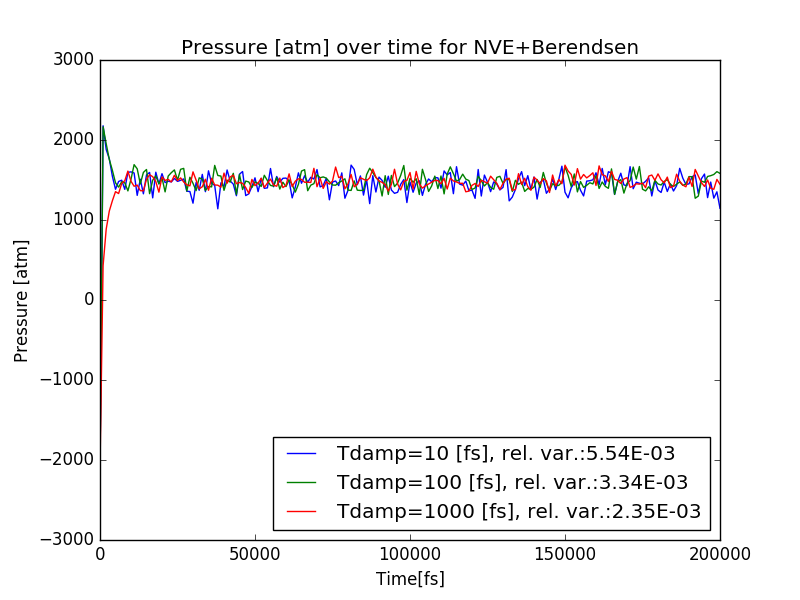 Pressure [atm] over time for NVE+Berendsen
3000
2000
1000
0
−1000
−2000
−3000
Pressure [atm]
Tdamp=10 [fs], rel. var.:5.54E-03
Tdamp=100 [fs], rel. var.:3.34E-03
Tdamp=1000 [fs], rel. var.:2.35E-03
0 50000 100000 150000 200000
Time[fs]